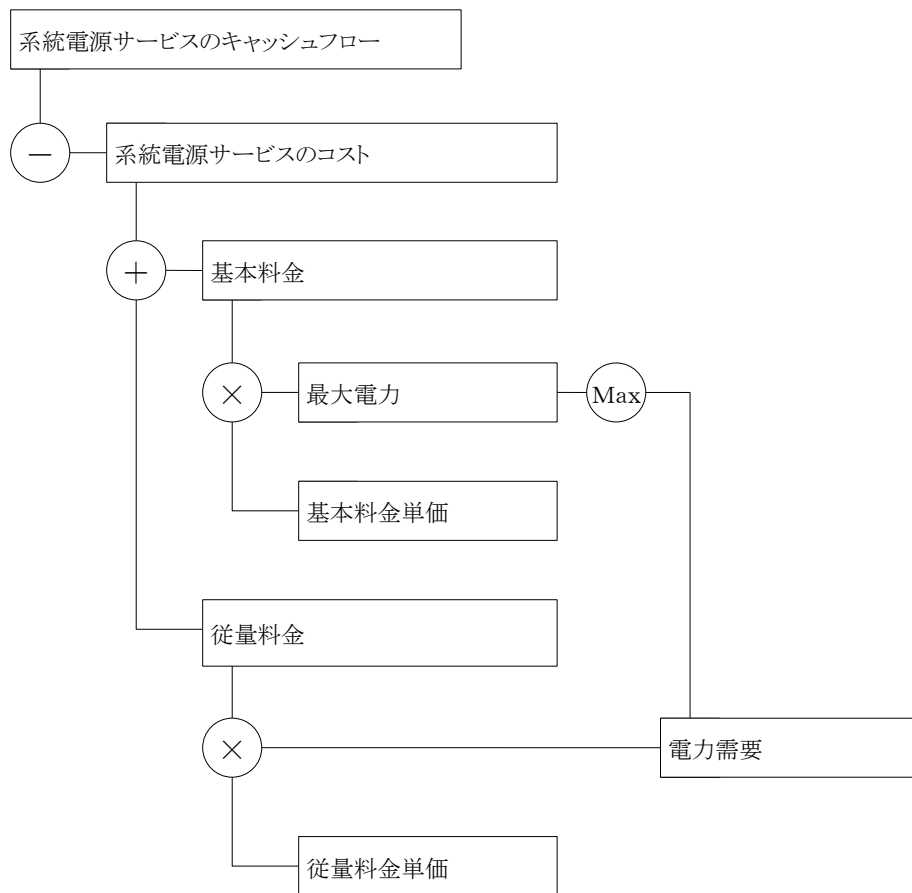 系統電源サービスのキャッシュフロー
−
系統電源サービスのコスト
+
基本料金
×
最大電力
Max
基本料金単価
従量料金
×
電力需要
従量料金単価